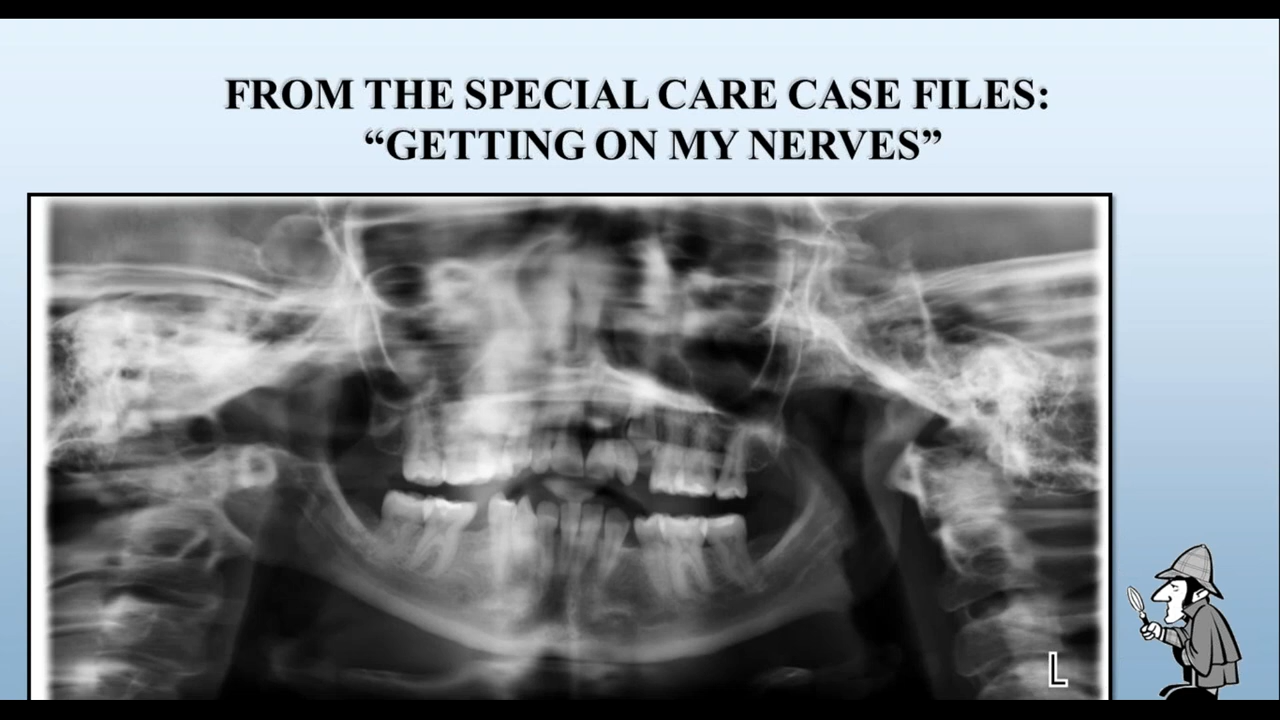 FROM THE SPECIAL CARE CASE FILES:
“GETTING ON MY NERVES”
L